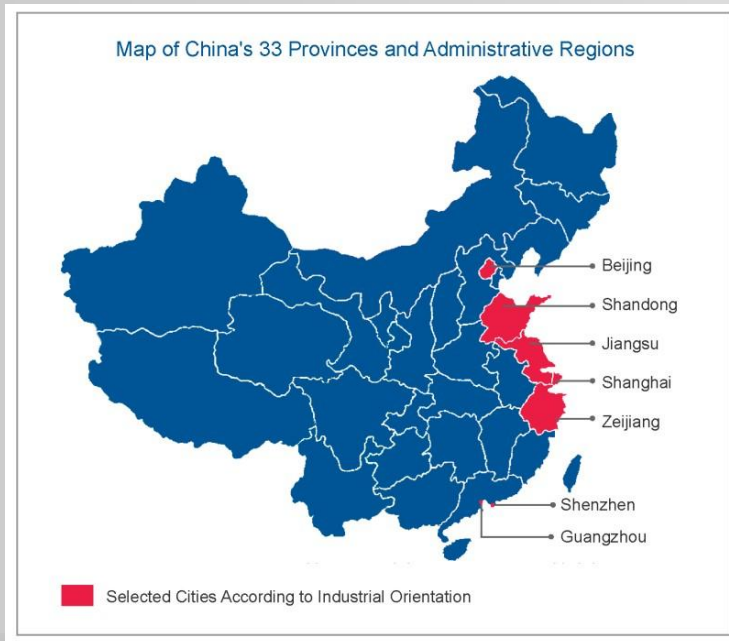 Map of China's 33 Provinces and Administrative Regions
Beijing
Shandong
Jiangsu
Shanghai
Zeijiang
Shenzhen
Guangzhou
Selected Cities According to Industrial Orientation